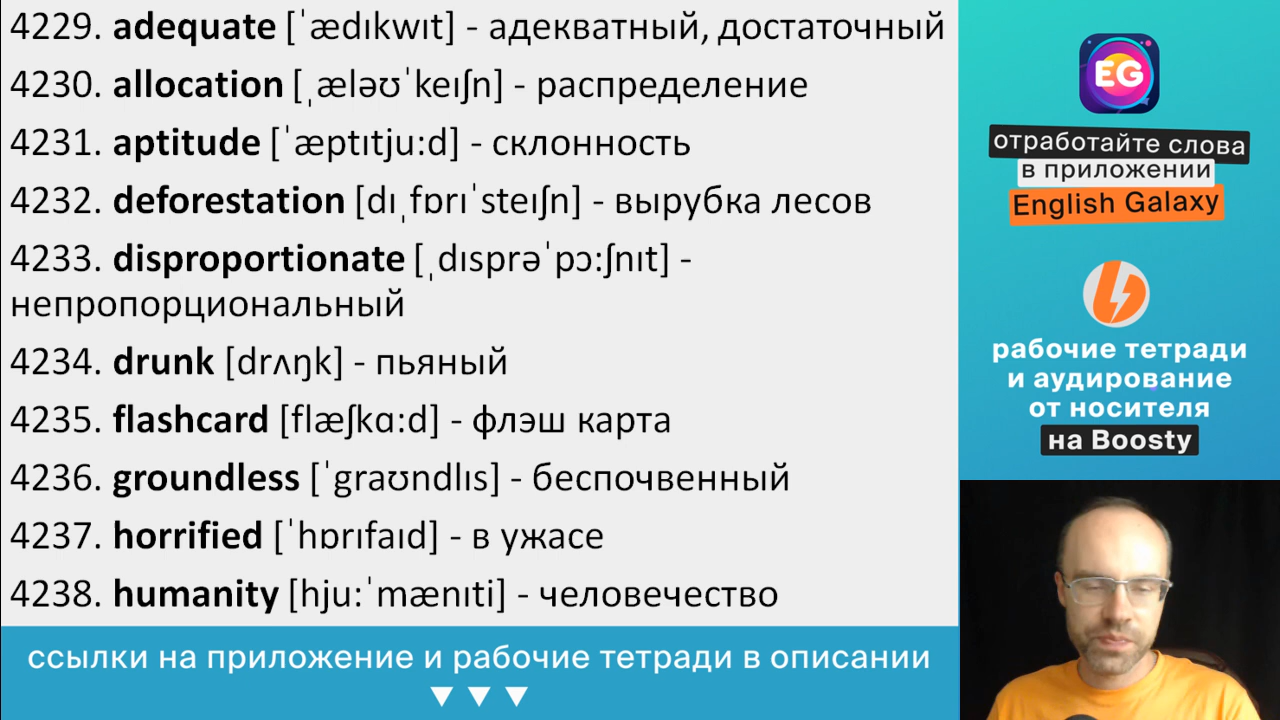 4229. adequate [ˈædɪkwɪt] - адекватный, достаточный
4230. allocation [ˌæləʊˈkeɪʃn] - распределение
4231. aptitude [ˈæptɪtju:d] - склонность
4232. deforestation [dɪˌfɒrɪˈsteɪʃn] - вырубка лесов
4233. disproportionate [ˌdɪsprəˈpɔ:ʃnɪt] -
непропорциональный
4234. drunk [drʌŋk] - пьяный
4235. flashcard [flæʃkɑ:d] - флэш карта
4236. groundless [ˈgraʊndlɪs] - беспочвенный
4237. horrified [ˈhɒrɪfaɪd] - в ужасе
4238. humanity [hju:ˈmænɪti] - человечество
ссылки на приложение и рабочие тетради в описании
EG
отработайте слова
в приложении
English Galaxy
рабочие тетради
и аудирование
от носителя
на Boosty